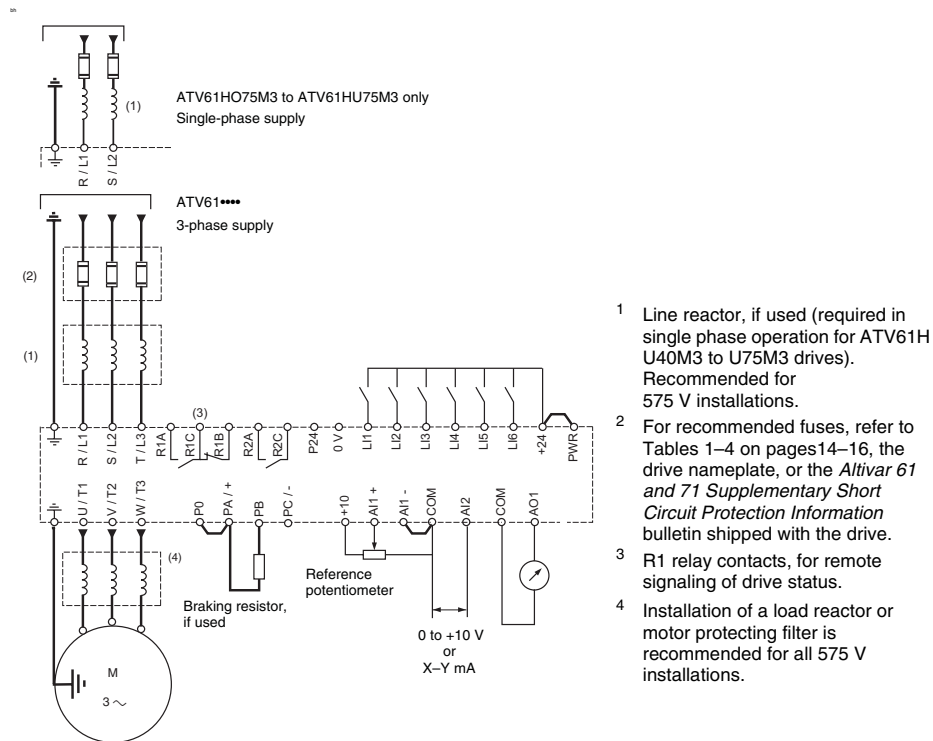 ATV61HO75M3 to ATV61HU75M3 only
Single-phase supply
(1)
R / L1
S / L2
ATV61••••
3-phase supply
(2)
(1)
(3)
R / L1
S / L2
T / L3
R1A
R1C
R1B
R2A
R2C
P24
0 V
LI1
LI2
LI3
LI4
LI5
LI6
+24
PWR
U / T1
V / T2
W / T3
P0
PA / +
PB
PC / -
+10
AI1 +
AI1 -
COM
AI2
COM
AO1
(4)
Braking resistor,
if used
Reference
potentiometer
0 to +10 V
or
X–Y mA
M
3 ~
1 Line reactor, if used (required in
single phase operation for ATV61H
U40M3 to U75M3 drives).
Recommended for
575 V installations.
2 For recommended fuses, refer to
Tables 1–4 on pages14–16, the
drive nameplate, or the Altivar 61
and 71 Supplementary Short
Circuit Protection Information
bulletin shipped with the drive.
3 R1 relay contacts, for remote
signaling of drive status.
4 Installation of a load reactor or
motor protecting filter is
recommended for all 575 V
installations.